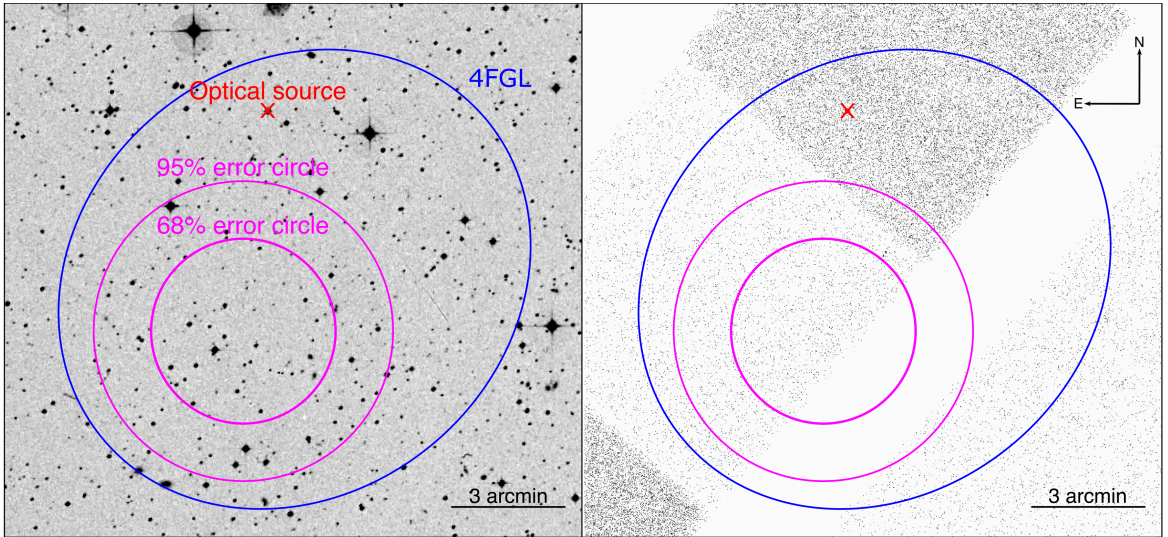 4FGL
Optical source
95% error circle
68% error circle
3 arcmin
N
E
3 arcmin